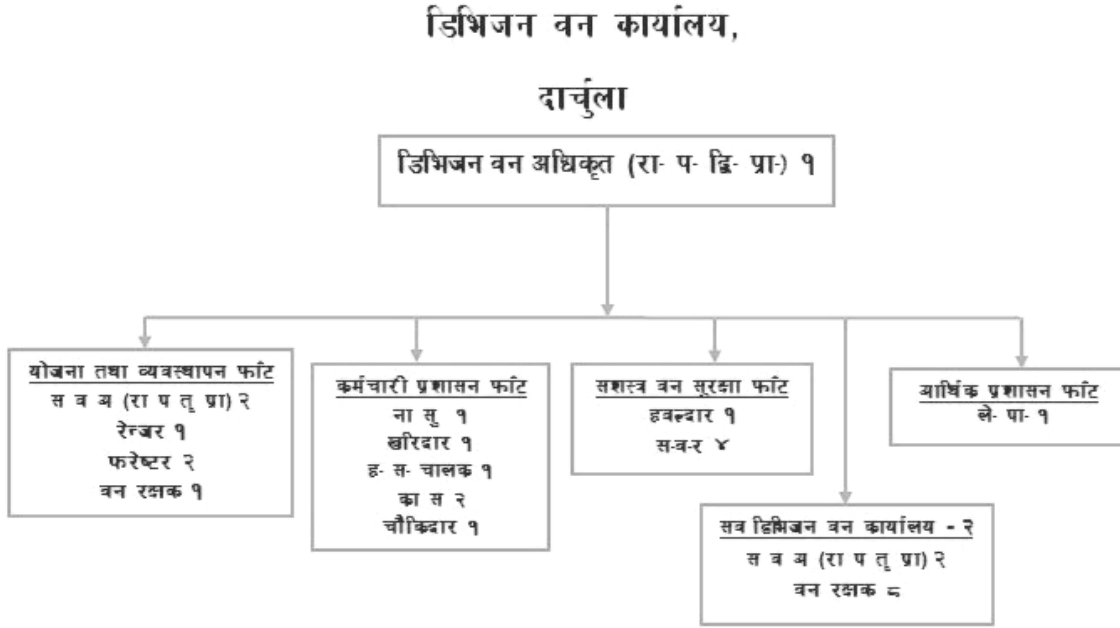 डिभिजन वन कार्यालय,
दार्चुला
डिभिजन वन अधिकृत (रा- प- द्वि- प्रा-) १
योजना तथा व्यवस्थापन फाँट
स व अ (रा प तृ प्रा) २
रेन्जर १
फरेष्टर २
वन रक्षक १
कर्मचारी प्रशासन फाँट
ना सु १
खरिदार १
ह- स- चालक १
का स २
चौकिदार १
सशस्त्र वन सुरक्षा फाँट
हवल्दार १
स-व-र ४
आर्थिक प्रशासन फाँट
ले- पा- १
सव डिभिजन वन कार्यालय - २
स व अ (रा प तृ प्रा) २
वन रक्षक ८